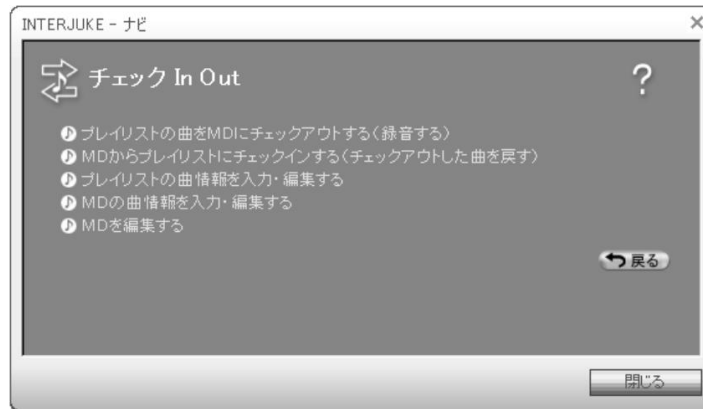 INTERJUKE - ナビ
チェック In Out
?
プレイリストの曲をMDにチェックアウトする(録音する)
MDからプレイリストにチェックインする(チェックアウトした曲を戻す)
プレイリストの曲情報を入力・編集する
MDの曲情報を入力・編集する
MDを編集する
戻る
閉じる